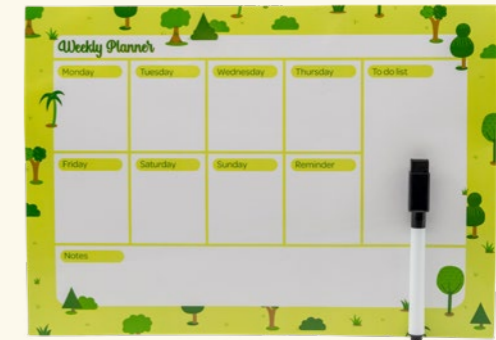 Weekly Planner
Monday Tuesday Wednesday Thursday To do list
Friday Saturday Sunday Reminder
Notes